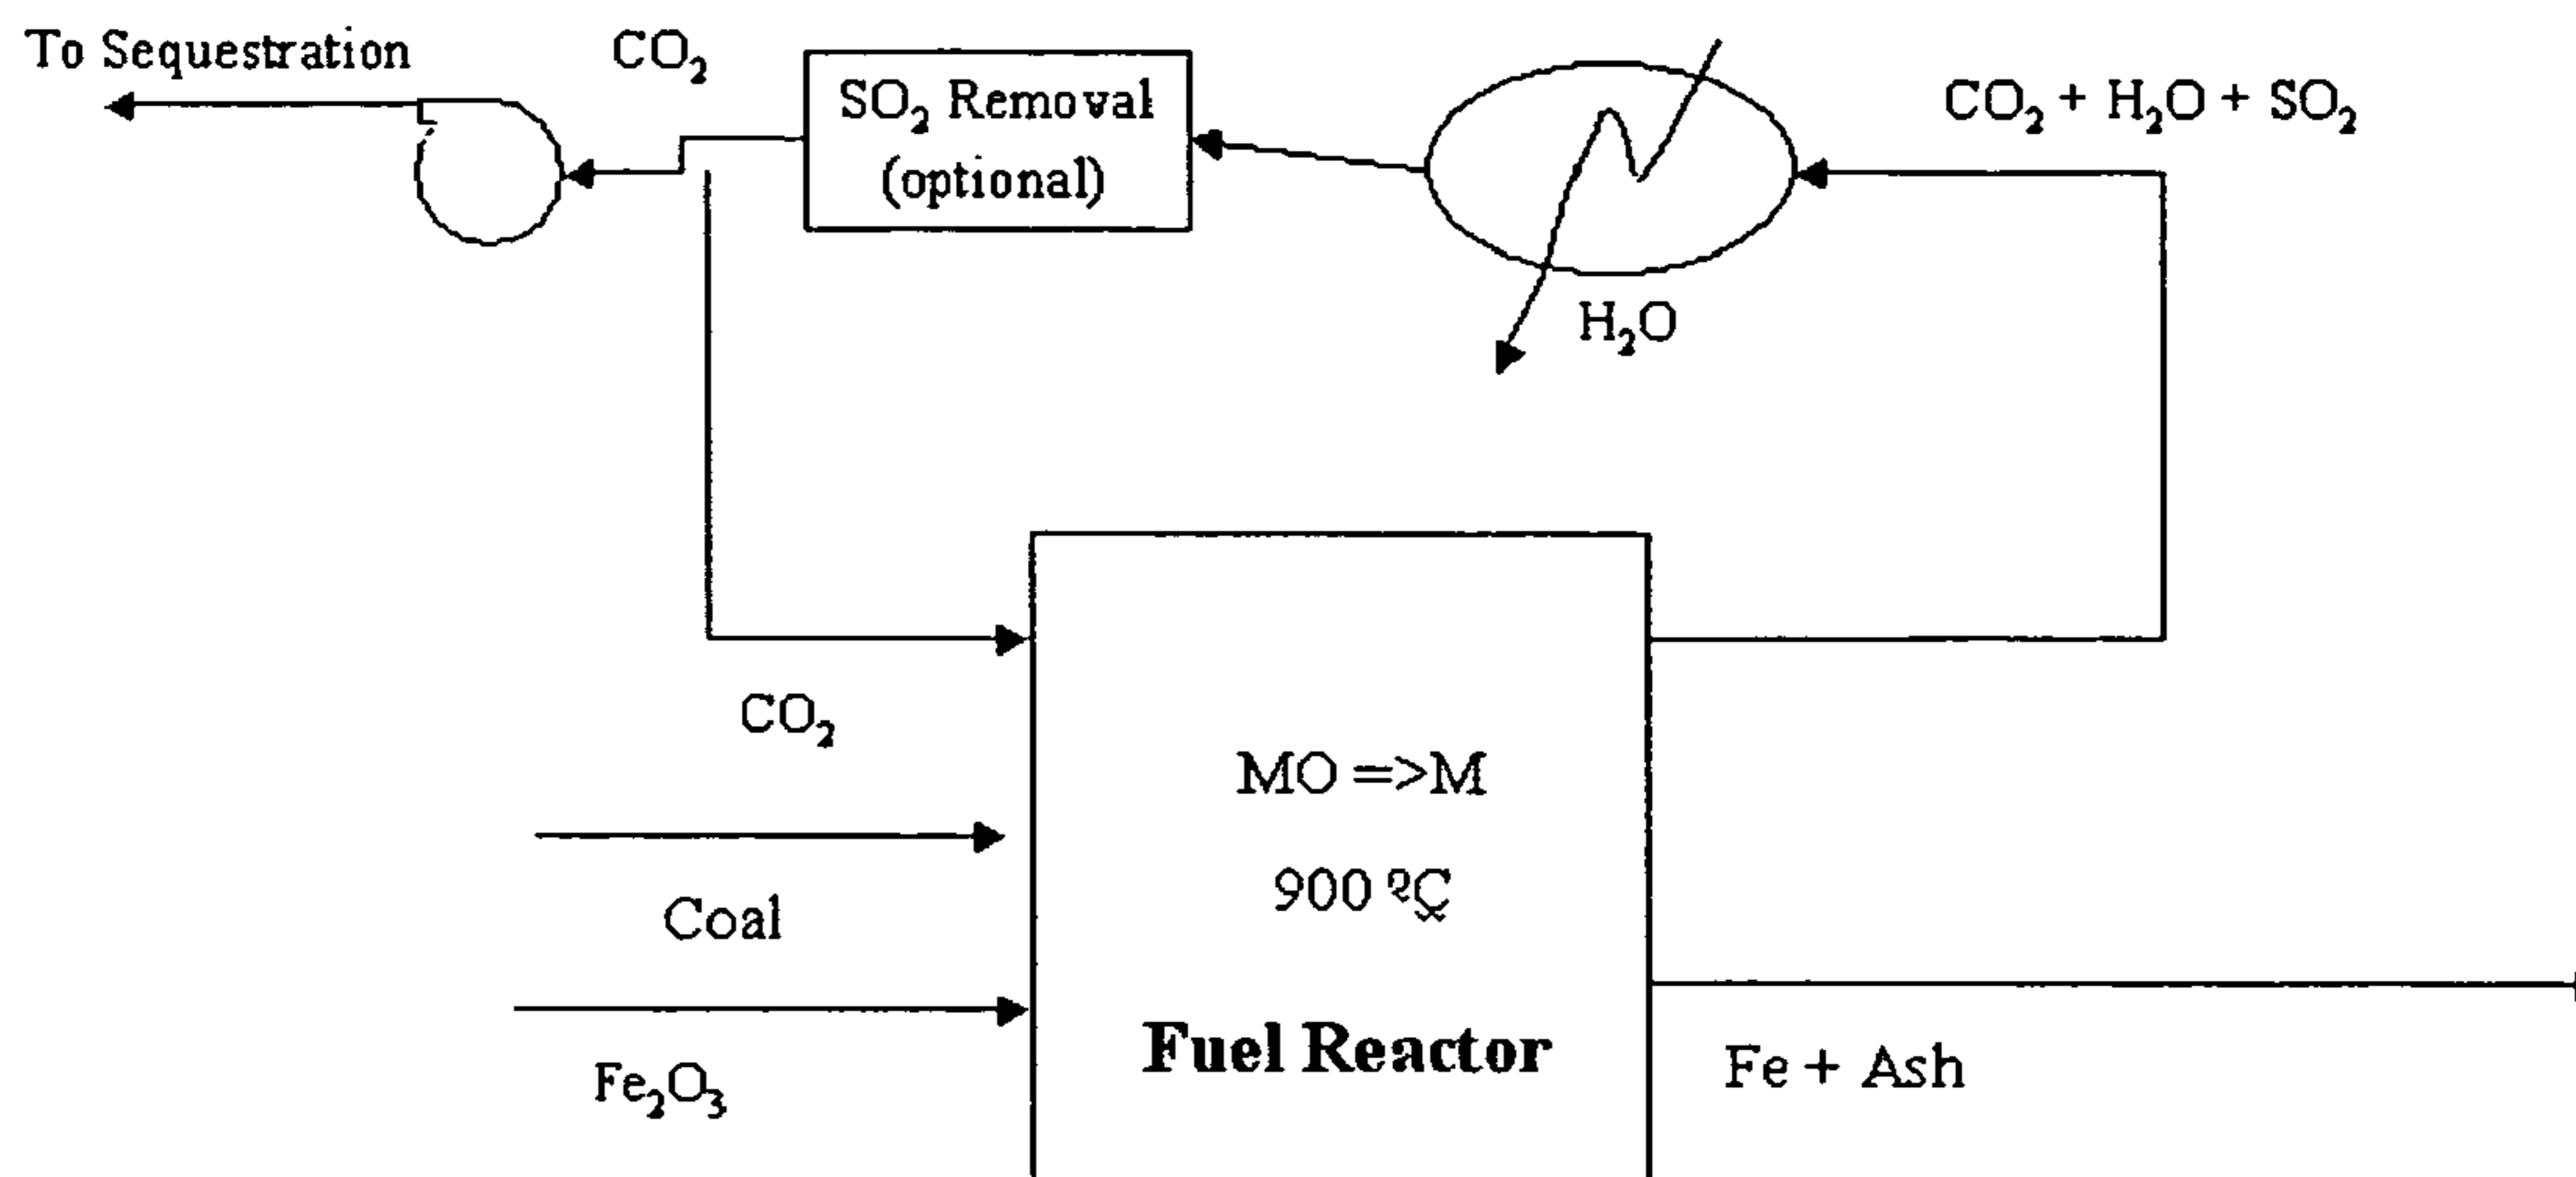 To Sequestration
CO₂
SO₂ Removal
(optional)
CO₂ + H₂O + SO₂
H₂O
CO₂
MO =>M
900 ºC
Coal
Fuel Reactor
Fe₂O₃
Fe + Ash